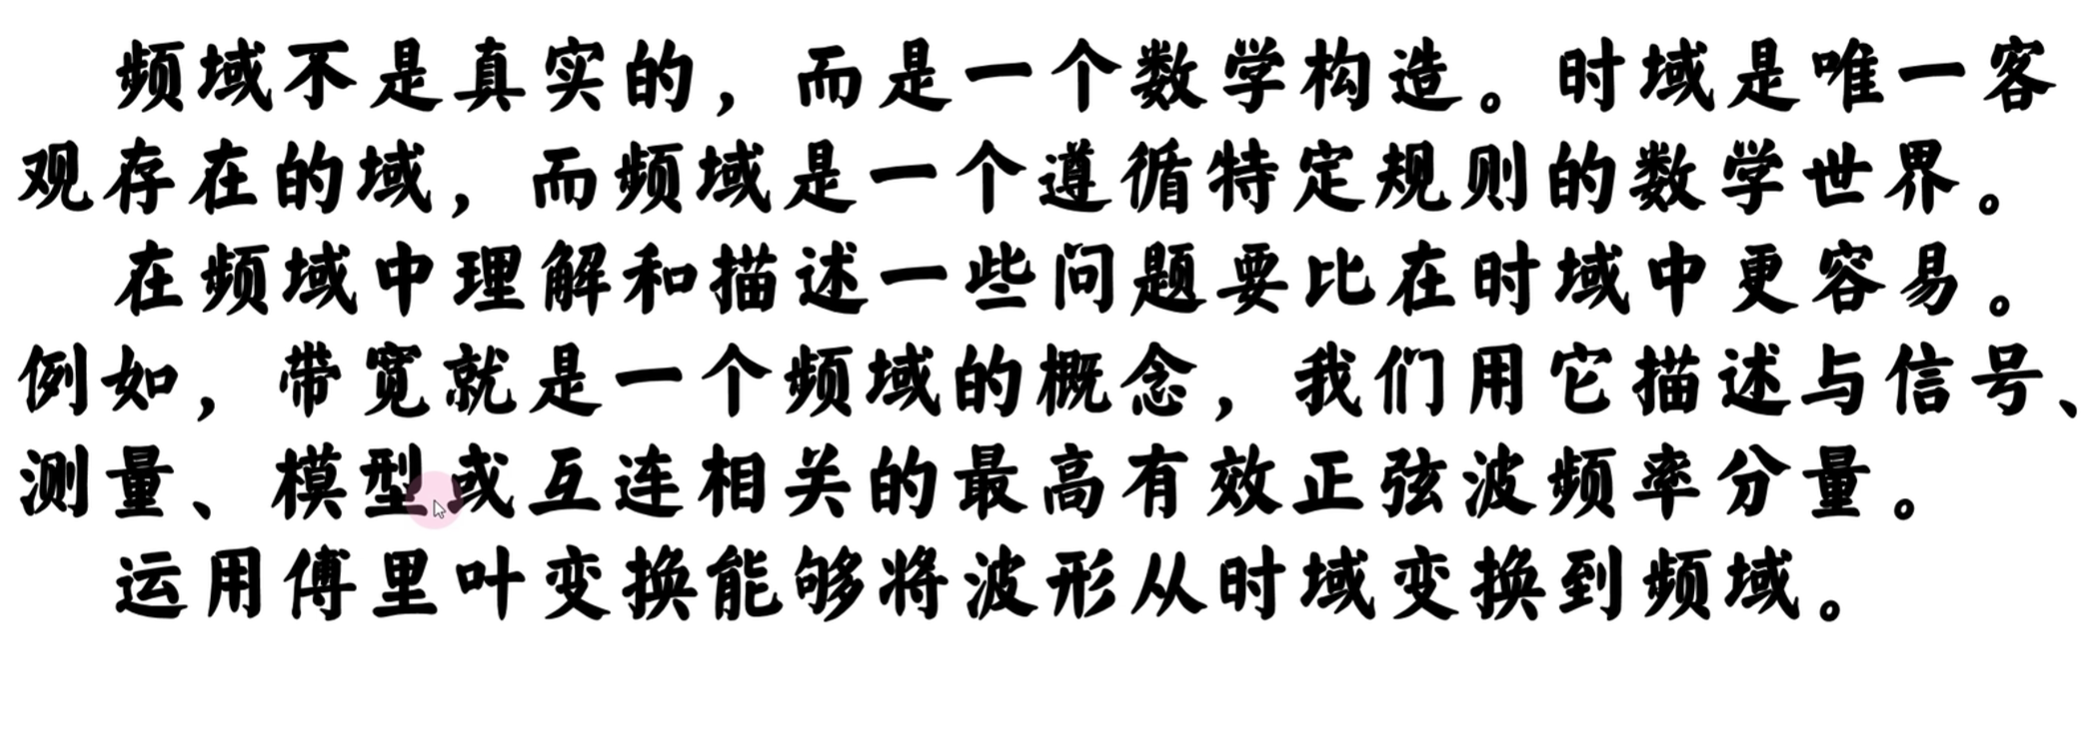 频域不是真实的，而是一个数学构造。时域是唯一客
观存在的域，而频域是一个遵循特定规则的数学世界。
在频域中理解和描述一些问题要比在时域中更容易。
例如，带宽就是一个频域的概念，我们用它描述与信号、
测量、模型或互连相关的最高有效正弦波频率分量。
运用傅里叶变换能够将波形从时域变换到频域。